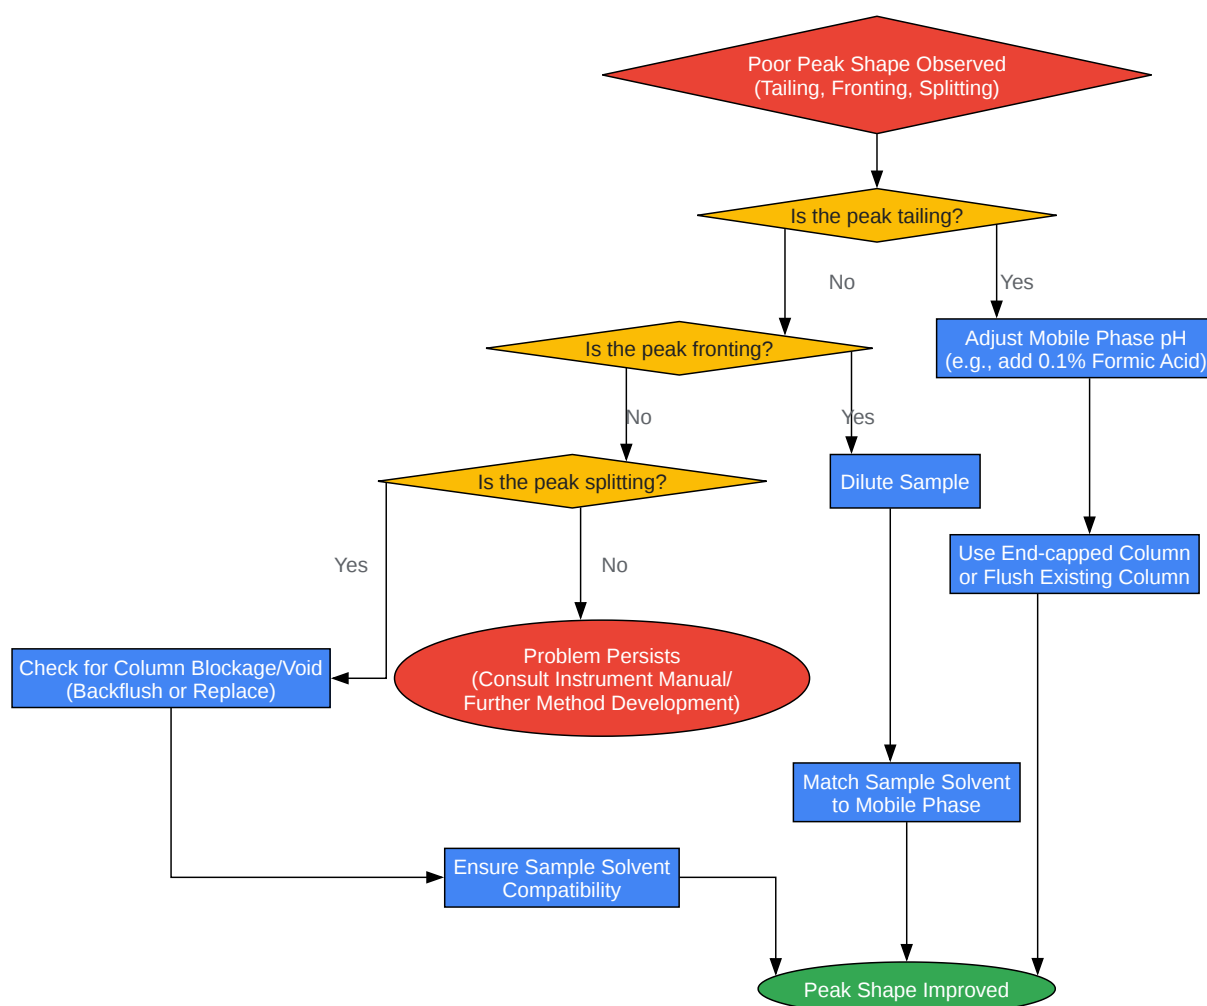 Poor Peak Shape Observed
(Tailing, Fronting, Splitting)
Is the peak tailing?
No
Yes
Is the peak fronting?
Adjust Mobile Phase pH
(e.g., add 0.1% Formic Acid)
No
Yes
Is the peak splitting?
Dilute Sample
Yes
No
Use End-capped Column
or Flush Existing Column
Check for Column Blockage/Void
(Backflush or Replace)
Problem Persists
(Consult Instrument Manual/
Further Method Development)
Match Sample Solvent
to Mobile Phase
Ensure Sample Solvent
Compatibility
Peak Shape Improved